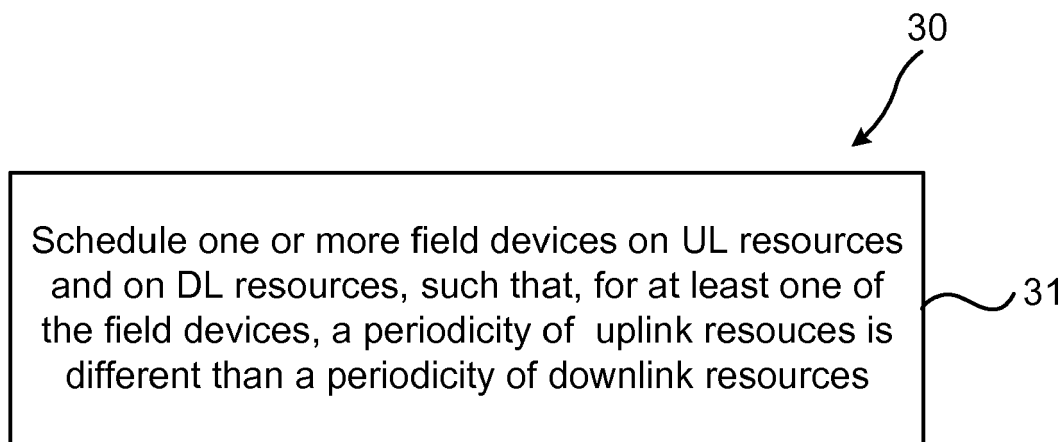 30
Schedule one or more field devices on UL resources
and on DL resources, such that, for at least one of
the field devices, a periodicity of uplink resouces is
different than a periodicity of downlink resources
31